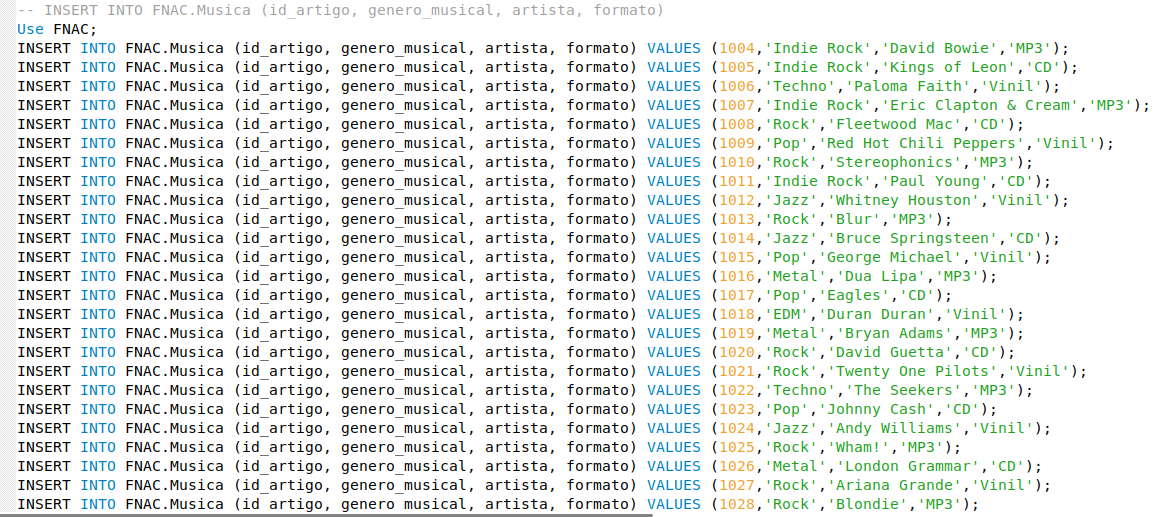 -- INSERT INTO FNAC.Musica (id_artigo, genero_musical, artista, formato)
Use FNAC;
INSERT INTO FNAC.Musica (id_artigo, genero_musical, artista, formato) VALUES (1004,'Indie Rock','David Bowie','MP3');
INSERT INTO FNAC.Musica (id_artigo, genero_musical, artista, formato) VALUES (1005,'Indie Rock','Kings of Leon','CD');
INSERT INTO FNAC.Musica (id_artigo, genero_musical, artista, formato) VALUES (1006,'Techno','Paloma Faith','Vinil');
INSERT INTO FNAC.Musica (id_artigo, genero_musical, artista, formato) VALUES (1007,'Indie Rock','Eric Clapton & Cream','MP3');
INSERT INTO FNAC.Musica (id_artigo, genero_musical, artista, formato) VALUES (1008,'Rock','Fleetwood Mac','CD');
INSERT INTO FNAC.Musica (id_artigo, genero_musical, artista, formato) VALUES (1009,'Pop','Red Hot Chili Peppers','Vinil');
INSERT INTO FNAC.Musica (id_artigo, genero_musical, artista, formato) VALUES (1010,'Rock','Stereophonics','MP3');
INSERT INTO FNAC.Musica (id_artigo, genero_musical, artista, formato) VALUES (1011,'Indie Rock','Paul Young','CD');
INSERT INTO FNAC.Musica (id_artigo, genero_musical, artista, formato) VALUES (1012,'Jazz','Whitney Houston','Vinil');
INSERT INTO FNAC.Musica (id_artigo, genero_musical, artista, formato) VALUES (1013,'Rock','Blur','MP3');
INSERT INTO FNAC.Musica (id_artigo, genero_musical, artista, formato) VALUES (1014,'Jazz','Bruce Springsteen','CD');
INSERT INTO FNAC.Musica (id_artigo, genero_musical, artista, formato) VALUES (1015,'Pop','George Michael','Vinil');
INSERT INTO FNAC.Musica (id_artigo, genero_musical, artista, formato) VALUES (1016,'Metal','Dua Lipa','MP3');
INSERT INTO FNAC.Musica (id_artigo, genero_musical, artista, formato) VALUES (1017,'Pop','Eagles','CD');
INSERT INTO FNAC.Musica (id_artigo, genero_musical, artista, formato) VALUES (1018,'EDM','Duran Duran','Vinil');
INSERT INTO FNAC.Musica (id_artigo, genero_musical, artista, formato) VALUES (1019,'Metal','Bryan Adams','MP3');
INSERT INTO FNAC.Musica (id_artigo, genero_musical, artista, formato) VALUES (1020,'Rock','David Guetta','CD');
INSERT INTO FNAC.Musica (id_artigo, genero_musical, artista, formato) VALUES (1021,'Rock','Twenty One Pilots','Vinil');
INSERT INTO FNAC.Musica (id_artigo, genero_musical, artista, formato) VALUES (1022,'Techno','The Seekers','MP3');
INSERT INTO FNAC.Musica (id_artigo, genero_musical, artista, formato) VALUES (1023,'Pop','Johnny Cash','CD');
INSERT INTO FNAC.Musica (id_artigo, genero_musical, artista, formato) VALUES (1024,'Jazz','Andy Williams','Vinil');
INSERT INTO FNAC.Musica (id_artigo, genero_musical, artista, formato) VALUES (1025,'Rock','Wham!','MP3');
INSERT INTO FNAC.Musica (id_artigo, genero_musical, artista, formato) VALUES (1026,'Metal','London Grammar','CD');
INSERT INTO FNAC.Musica (id_artigo, genero_musical, artista, formato) VALUES (1027,'Rock','Ariana Grande','Vinil');
INSERT INTO FNAC.Musica (id_artigo, genero_musical, artista, formato) VALUES (1028,'Rock','Blondie','MP3');